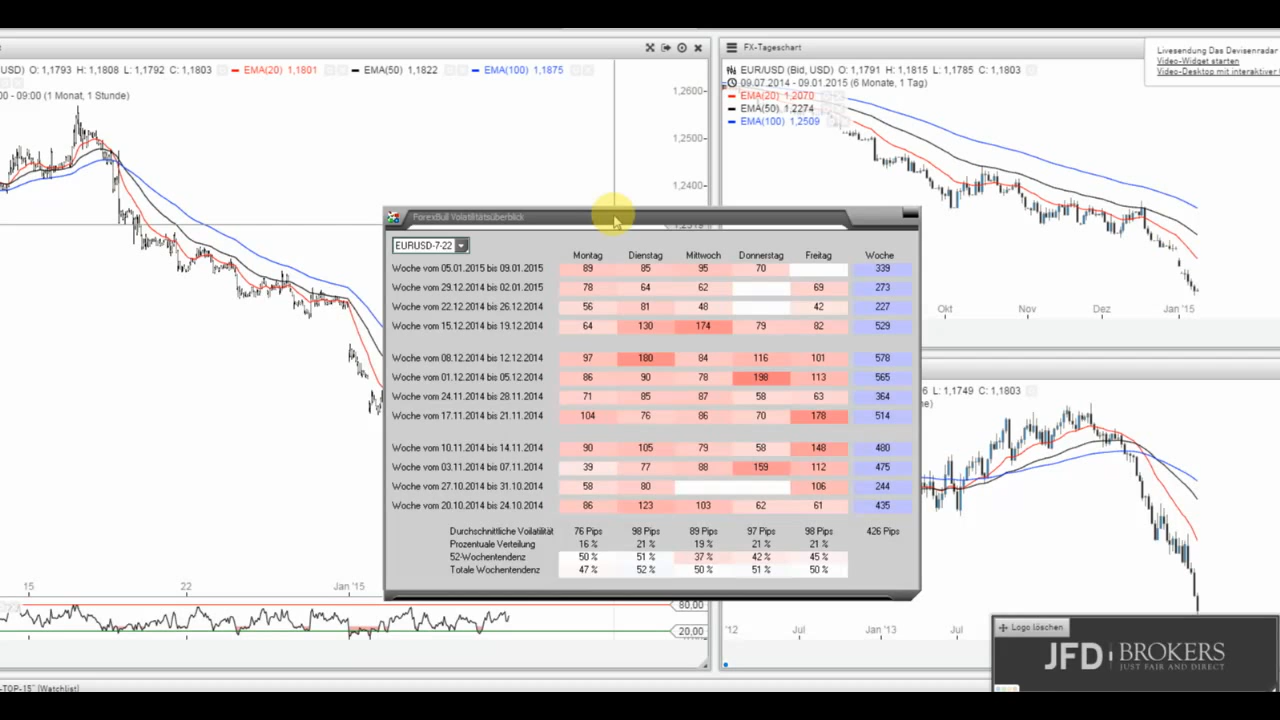 FX-Tageschart
Livesendung Das Devisenradar
Video-Widget starten
Video-Desktop mit interaktiver
USD) O: 1,1793 H: 1,1808 L: 1,1792 C: 1,1803 EMA(20) 1,1801 EMA(50) 1,1822 EMA(100) 1,1875
00 - 09:00 (1 Monat, 1 Stunde)
EUR/USD (Bid, USD) O: 1,1791 H: 1,1815 L: 1,1785 C: 1,1803
09.07.2014 - 09.01.2015 (6 Monate, 1 Tag)
EMA(20) 1,2070
EMA(50) 1,2274
EMA(100) 1,2509
1,2600
1,2500
1,2400
ForexBull Volatilitätsüberblick
EURUSD-7-22
Montag Dienstag Mittwoch Donnerstag Freitag Woche
Woche vom 05.01.2015 bis 09.01.2015 89 85 95 70 339
Woche vom 29.12.2014 bis 02.01.2015 78 64 62 69 273
Woche vom 22.12.2014 bis 26.12.2014 56 81 48 42 227
Woche vom 15.12.2014 bis 19.12.2014 64 130 174 79 82 529
Woche vom 08.12.2014 bis 12.12.2014 97 180 84 116 101 578
Woche vom 01.12.2014 bis 05.12.2014 86 90 78 198 113 565
Woche vom 24.11.2014 bis 28.11.2014 71 85 87 58 63 364
Woche vom 17.11.2014 bis 21.11.2014 104 76 86 70 178 514
Woche vom 10.11.2014 bis 14.11.2014 90 105 79 58 148 480
Woche vom 03.11.2014 bis 07.11.2014 39 77 88 159 112 475
Woche vom 27.10.2014 bis 31.10.2014 58 80 106 244
Woche vom 20.10.2014 bis 24.10.2014 86 123 103 62 61 435
Durchschnittliche Voilatilität 76 Pips 98 Pips 89 Pips 97 Pips 98 Pips 426 Pips
Prozentuale Verteilung 16 % 21 % 19 % 21 % 21 %
52-Wochentendenz 50 % 51 % 37 % 42 % 45 %
Totale Wochentendenz 47 % 52 % 50 % 51 % 50 %
Okt Nov Dez Jan '15
6 L: 1,1749 C: 1,1803
15 22 Jan '15
80,00
20,00
'12 Jul Jan '13 Jul
Logo löschen
JFD BROKERS
JUST FAIR AND DIRECT
-TOP-15" [Watchlist]